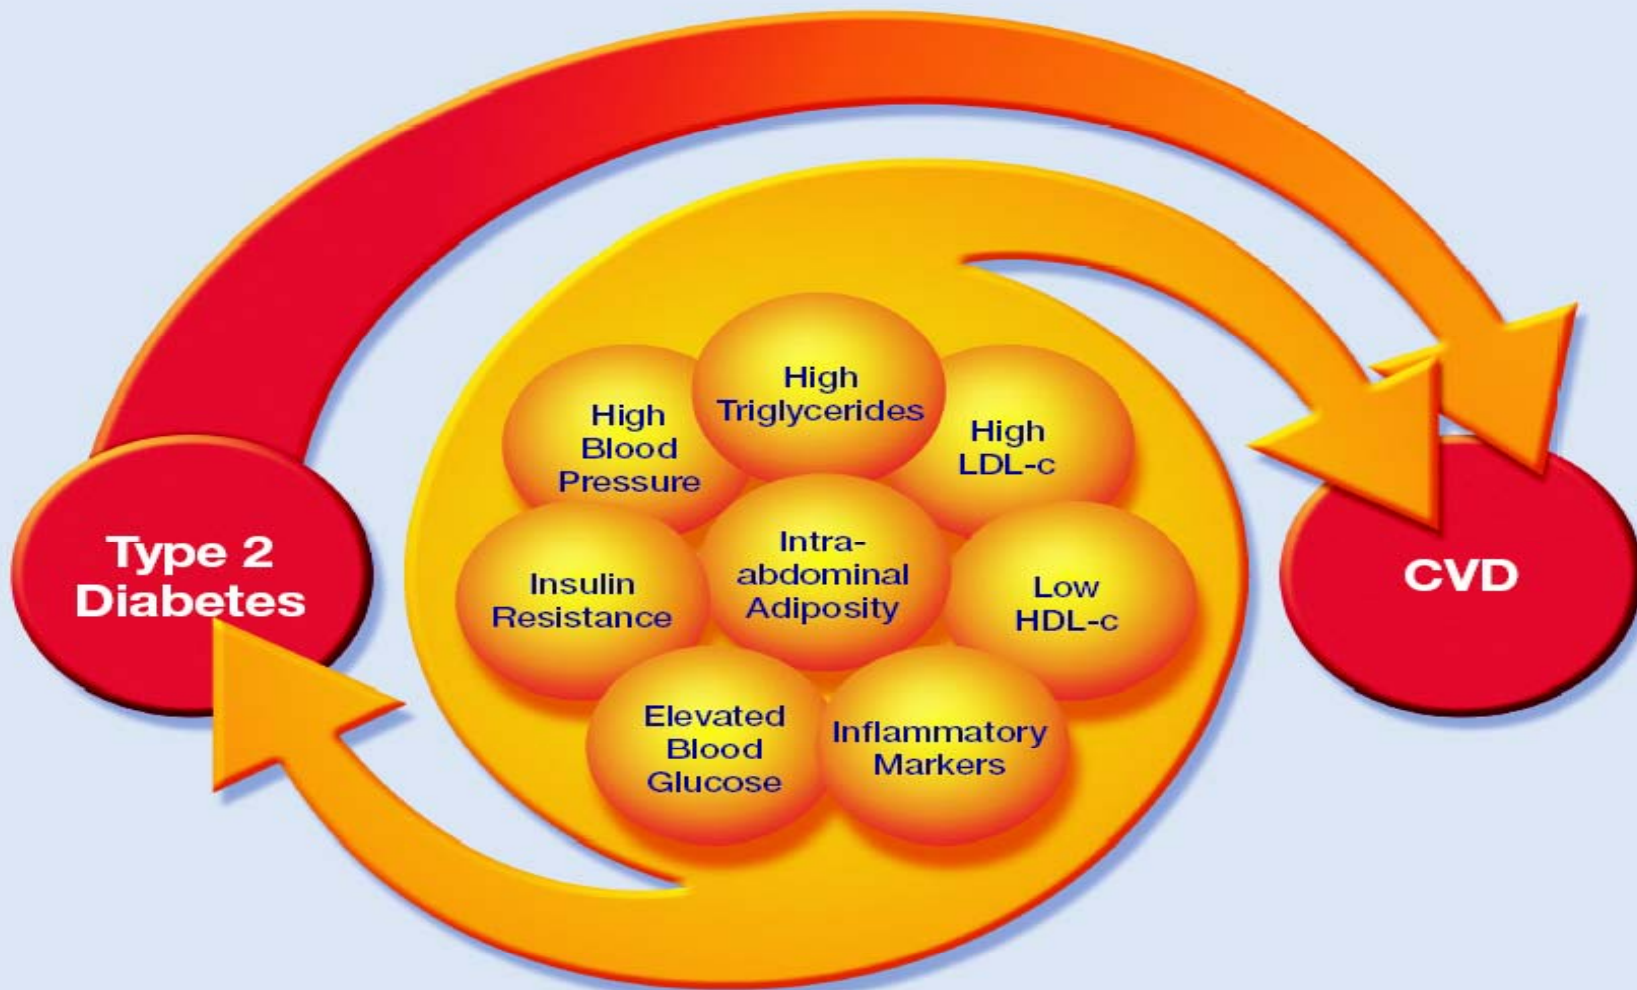 High
Triglycerides
High
Blood
Pressure
High
LDL-c
Type 2
Diabetes
Insulin
Resistance
Intra-
abdominal
Adiposity
Low
HDL-c
CVD
Elevated
Blood
Glucose
Inflammatory
Markers